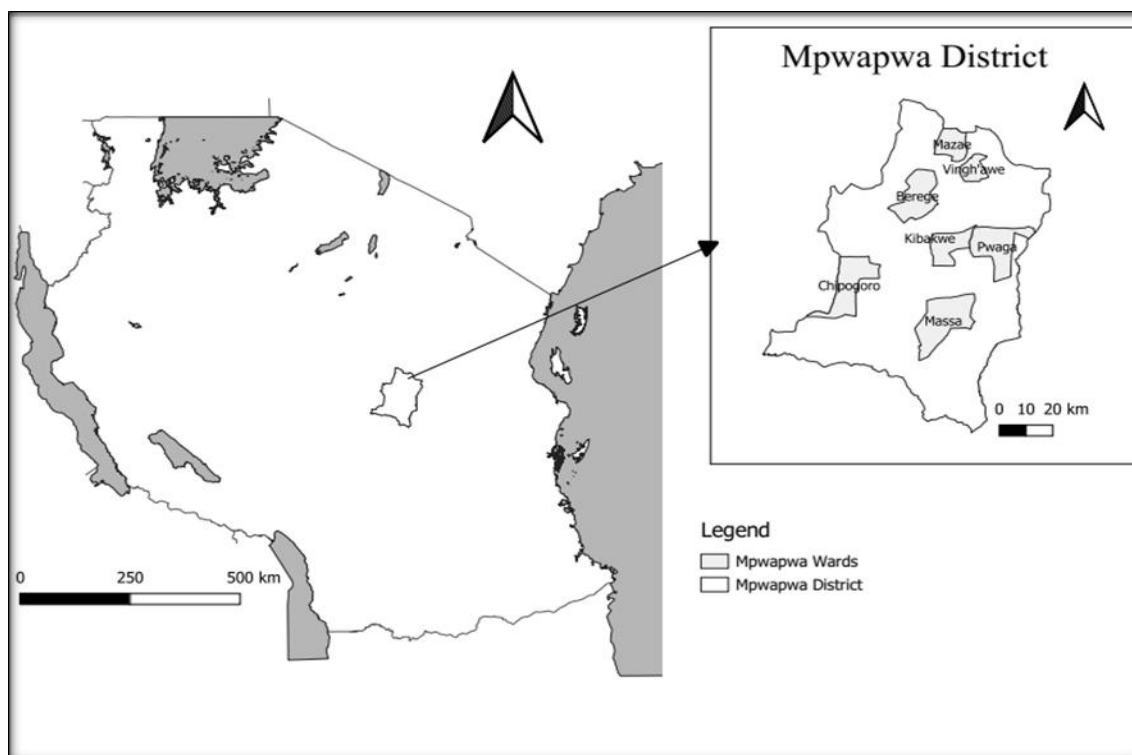 Mpwapwa District
Mazae
Vingh'awe
Berege
Kibakwe
Pwaga
Chipogoro
Massa
0 10 20 km
Legend
Mpwapwa Wards
Mpwapwa District
0 250 500 km